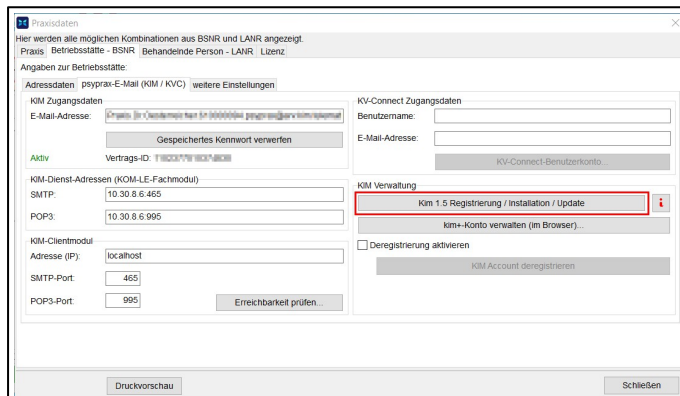 Praxisdaten
Hier werden alle möglichen Kombinationen aus BSNR und LANR angezeigt.
Praxis Betriebsstätte - BSNR Behandelnde Person - LANR Lizenz
Angaben zur Betriebsstätte:
Adressdaten psyprax-E-Mail (KIM / KVC) weitere Einstellungen
KIM Zugangsdaten
E-Mail-Adresse:
Gespeichertes Kennwort verwerfen
Aktiv Vertrags-ID:
KIM-Dienst-Adressen (KOM-LE-Fachmodul)
SMTP: 10.30.8.6:465
POP3: 10.30.8.6:995
KIM-Clientmodul
Adresse (IP): localhost
SMTP-Port: 465
POP3-Port: 995 Erreichbarkeit prüfen...
KV-Connect Zugangsdaten
Benutzername:
E-Mail-Adresse:
KV-Connect-Benutzerkonto...
KIM Verwaltung
Kim 1.5 Registrierung / Installation / Update i
kim+-Konto verwalten (im Browser)...
Deregistrierung aktivieren
KIM Account deregistrieren
Druckvorschau Schließen